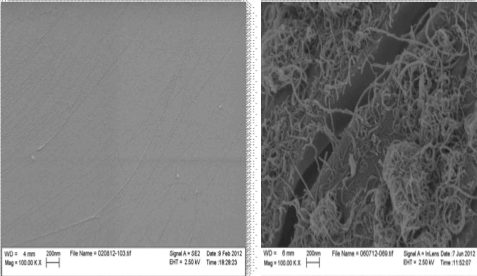 WD = 4 mm 200nm File Name = 020812-103.tif Signal A = SE2 Date :9 Feb 2012
Mag = 100.00 K X EHT = 2.50 kV Time :18:29:23
WD = 6 mm 200nm File Name = 060712-069.tif Signal A = InLens Date :7 Jun 2012
Mag = 100.00 K X EHT = 2.50 kV Time :11:52:07